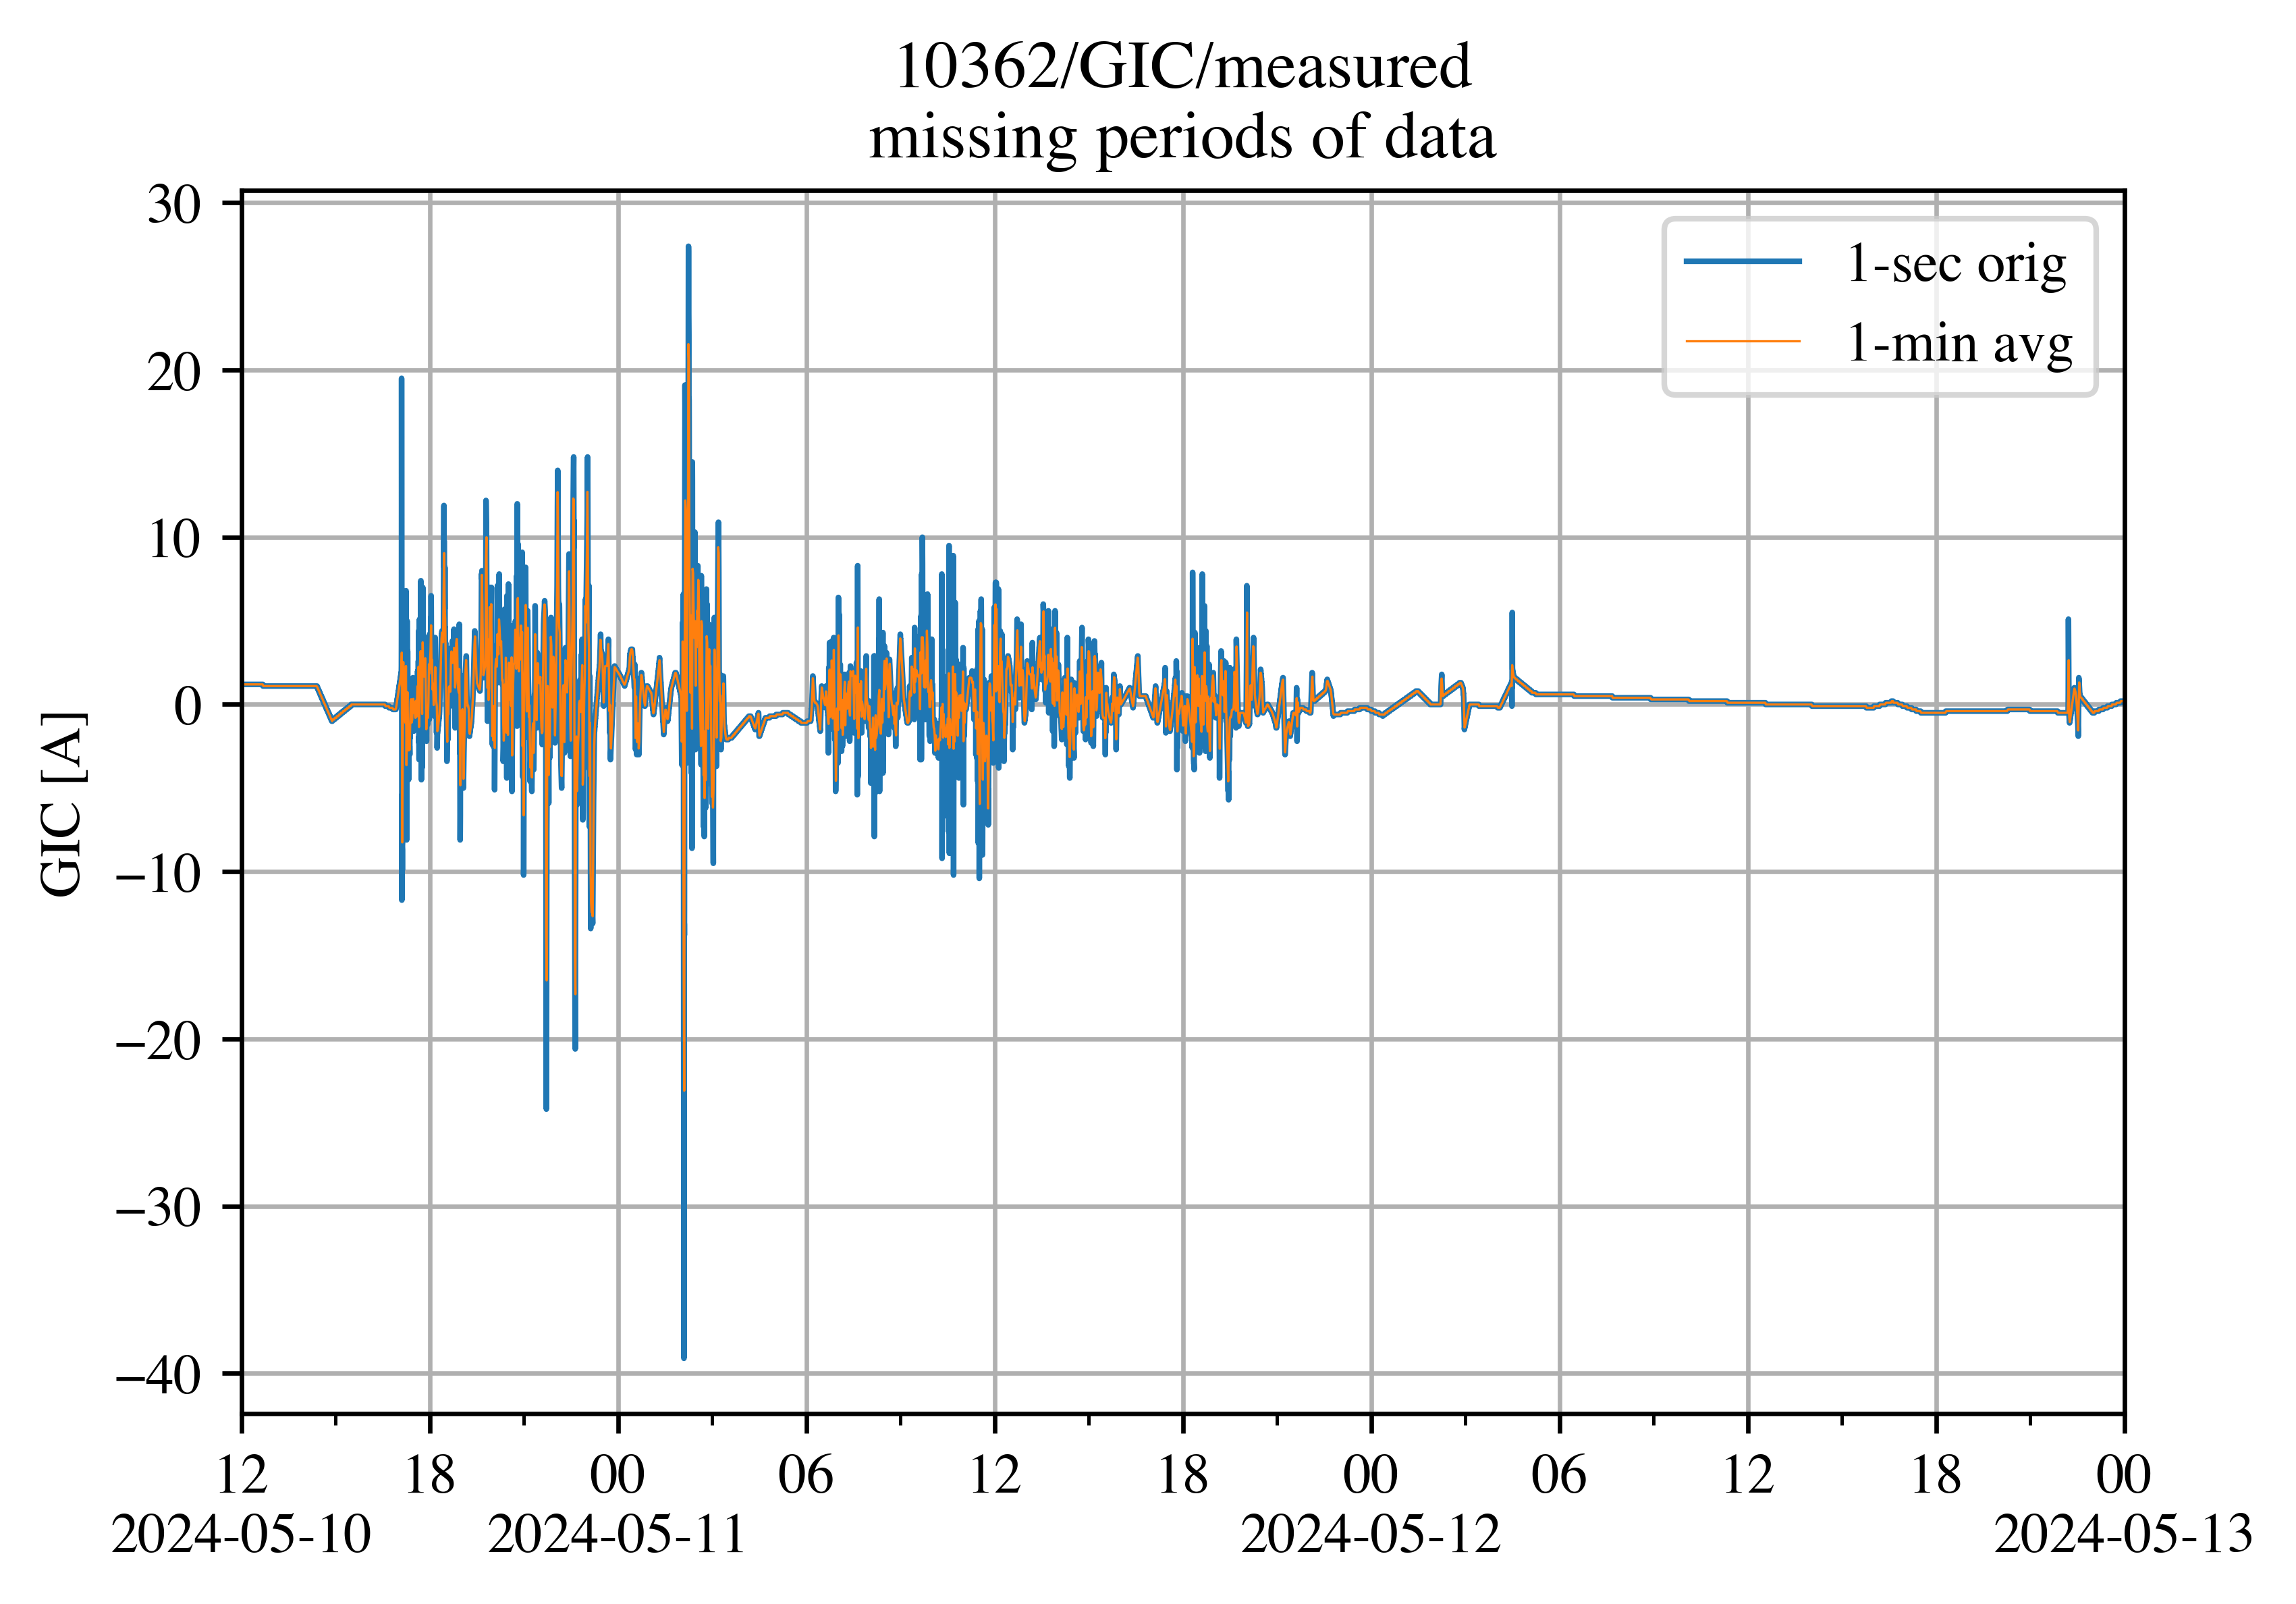 10362/GIC/measured
missing periods of data
30
20
10
0
−10
−20
−30
−40
GIC [A]
1-sec orig
1-min avg
12 18 00 06 12 18 00 06 12 18 00
2024-05-10 2024-05-11 2024-05-12 2024-05-13